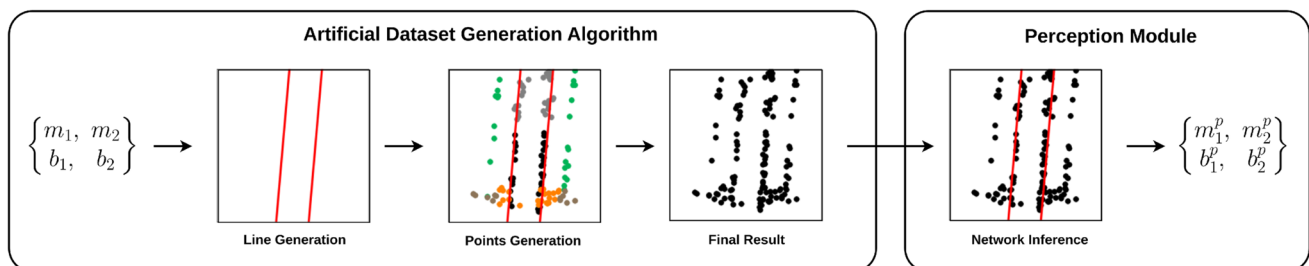 Artificial Dataset Generation Algorithm
Perception Module
{m₁, m₂
b₁, b₂}
Line Generation
Points Generation
Final Result
Network Inference
{m₁ᵖ, m₂ᵖ
b₁ᵖ, b₂ᵖ}